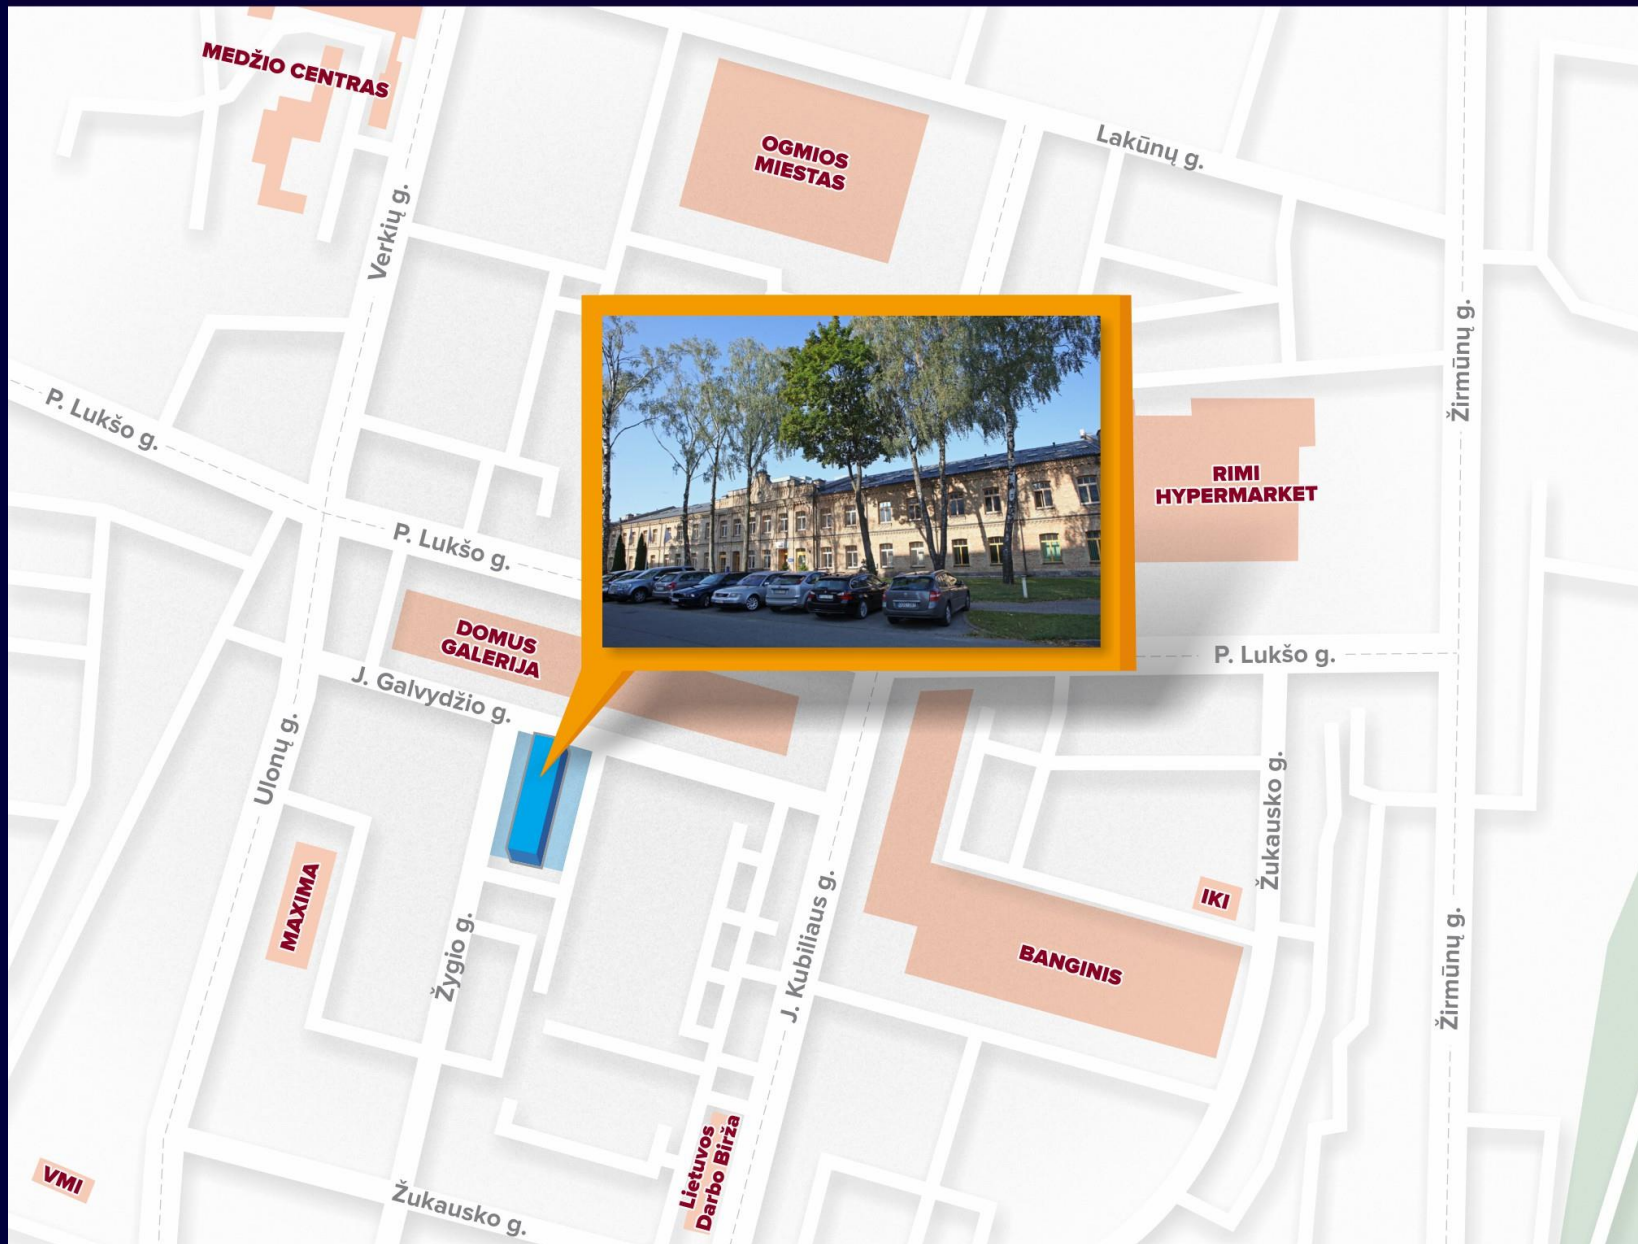 MEDŽIO CENTRAS
OGMIOS
MIESTAS
Lakūnų g.
Verkių g.
Žirmūnų g.
P. Lukšo g.
P. Lukšo g.
RIMI
HYPERMARKET
DOMUS
GALERIJA
P. Lukšo g.
J. Galvydžio g.
Ulonų g.
Žukausko g.
MAXIMA
IKI
J. Kubiliaus g.
Žygio g.
BANGINIS
Žirmūnų g.
Lietuvos
Darbo Birža
VMI
Žukausko g.